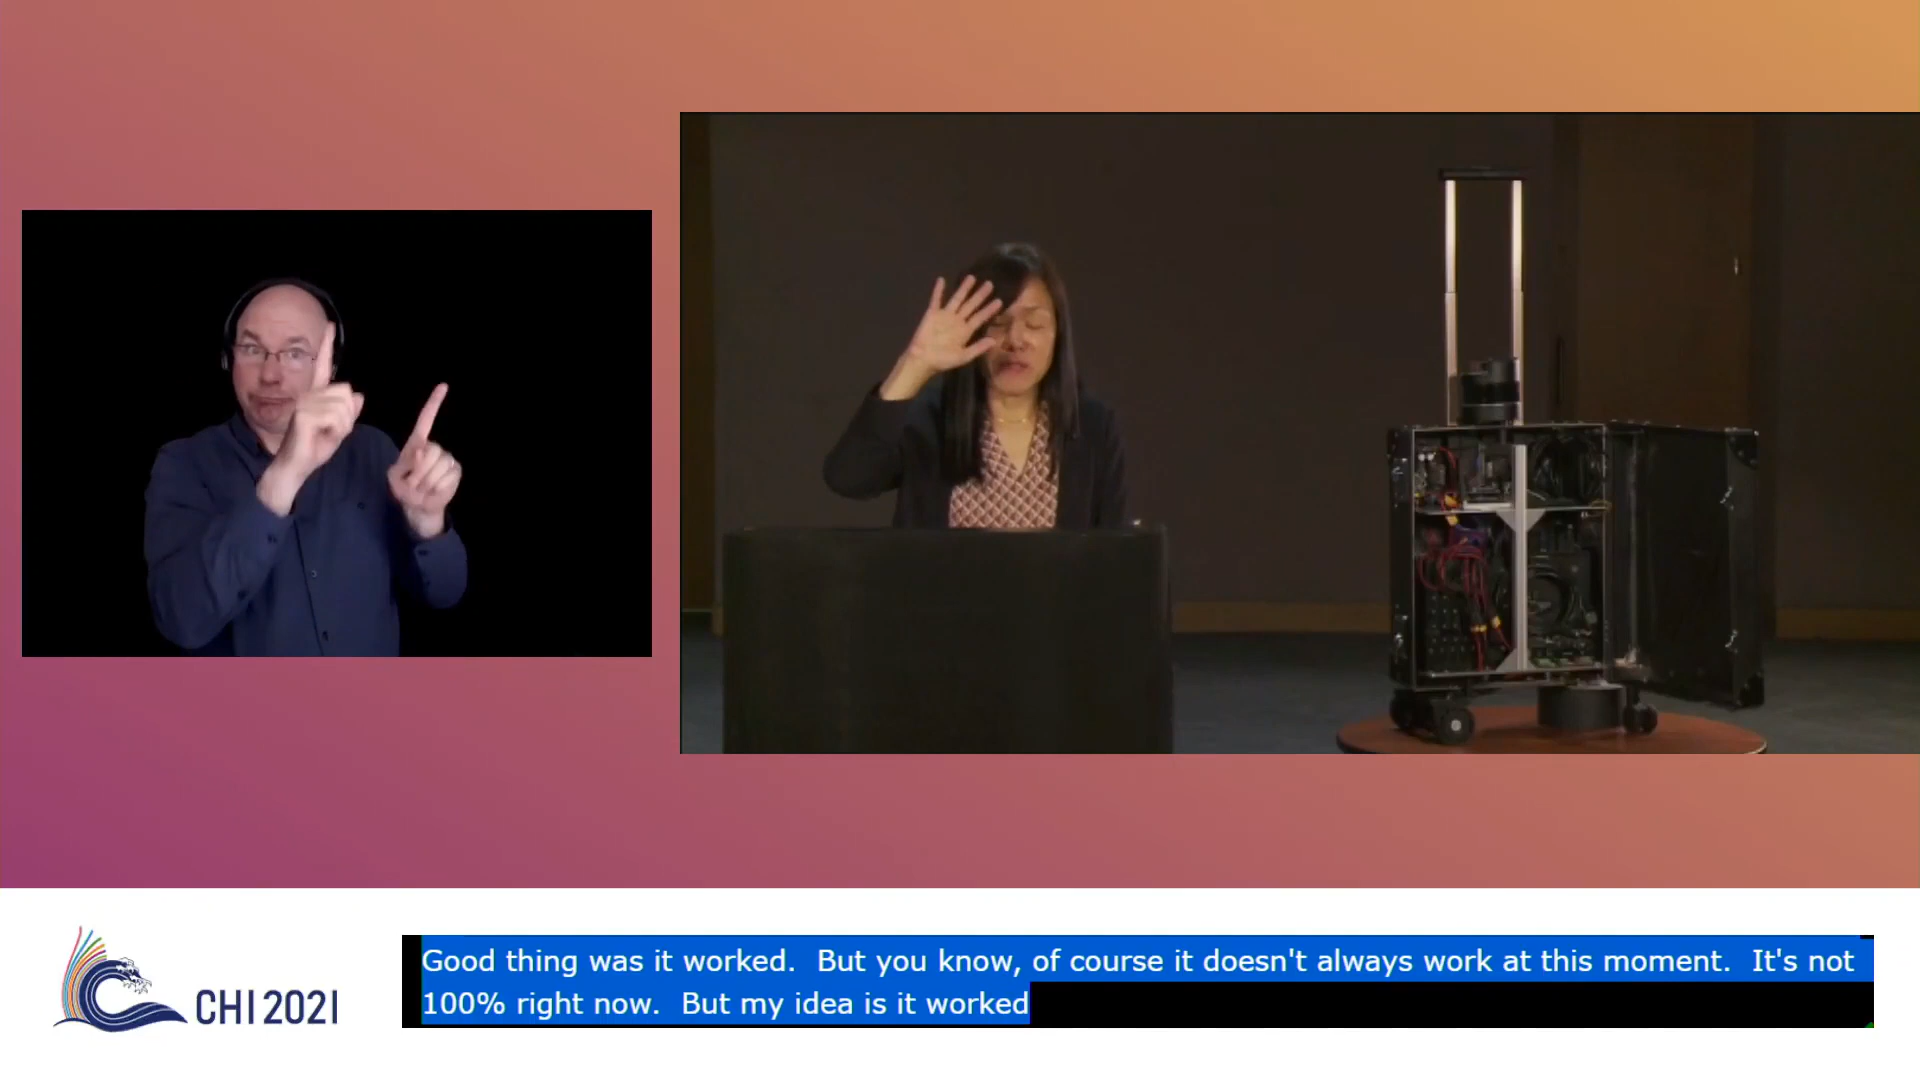 CHI 2021
Good thing was it worked.  But you know, of course it doesn't always work at this moment.  It's not
100% right now.  But my idea is it worked